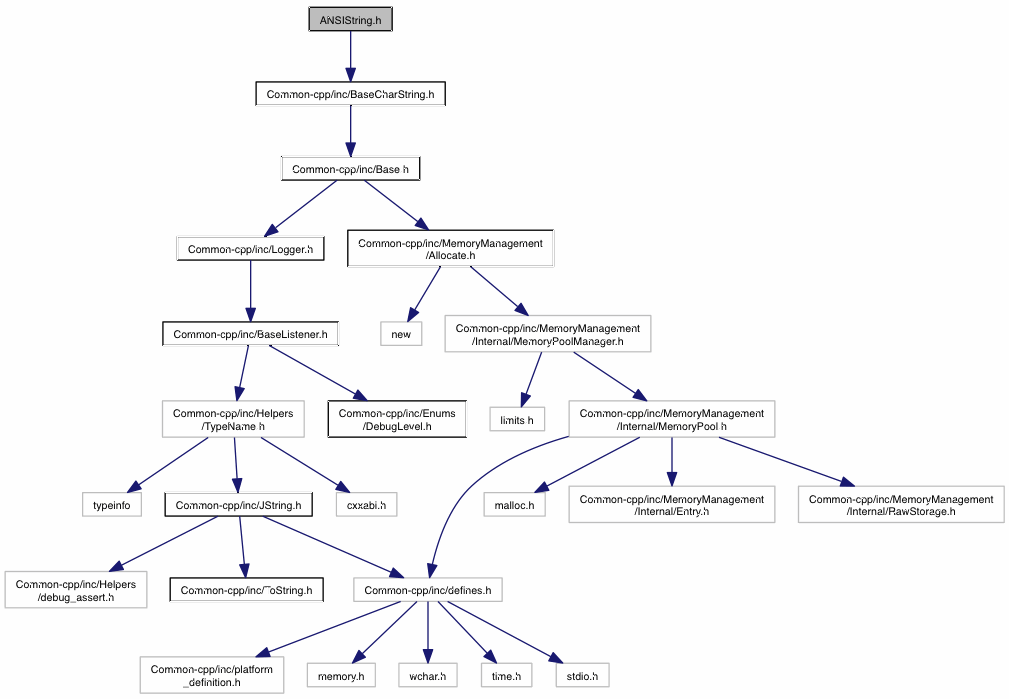 ANSIString.h
Common-cpp/inc/BaseCharString.h
Common-cpp/inc/Base.h
Common-cpp/inc/Logger.h
Common-cpp/inc/MemoryManagement
/Allocate.h
Common-cpp/inc/BaseListener.h
new
Common-cpp/inc/MemoryManagement
/Internal/MemoryPoolManager.h
Common-cpp/inc/Helpers
/TypeName.h
Common-cpp/inc/Enums
/DebugLevel.h
limits.h
Common-cpp/inc/MemoryManagement
/Internal/MemoryPool.h
typeinfo
Common-cpp/inc/JString.h
cxxabi.h
malloc.h
Common-cpp/inc/MemoryManagement
/Internal/Entry.h
Common-cpp/inc/MemoryManagement
/Internal/RawStorage.h
Common-cpp/inc/Helpers
/debug_assert.h
Common-cpp/inc/ToString.h
Common-cpp/inc/defines.h
Common-cpp/inc/platform
_definition.h
memory.h
wchar.h
time.h
stdio.h